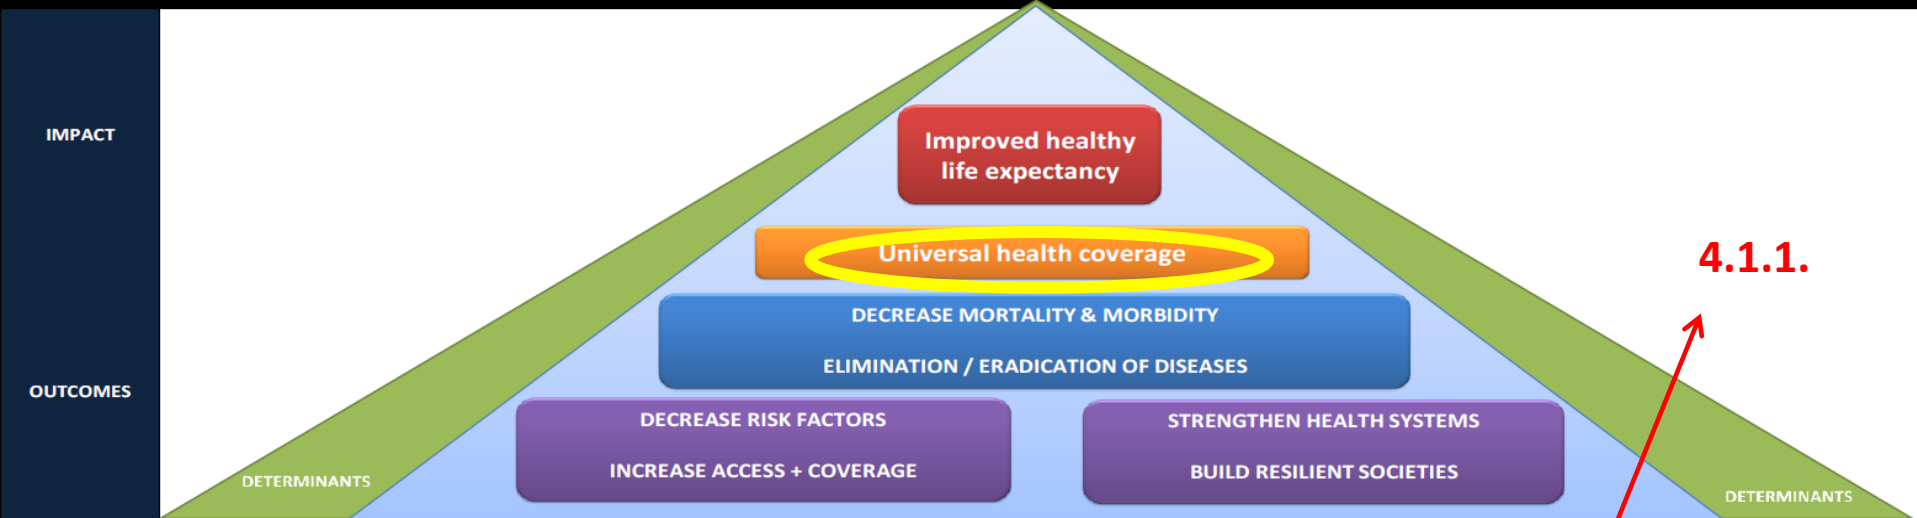 IMPACT
Improved healthy
life expectancy
Universal health coverage
4.1.1.
DECREASE MORTALITY & MORBIDITY
ELIMINATION / ERADICATION OF DISEASES
OUTCOMES
DECREASE RISK FACTORS
INCREASE ACCESS + COVERAGE
STRENGTHEN HEALTH SYSTEMS
BUILD RESILIENT SOCIETIES
DETERMINANTS
DETERMINANTS